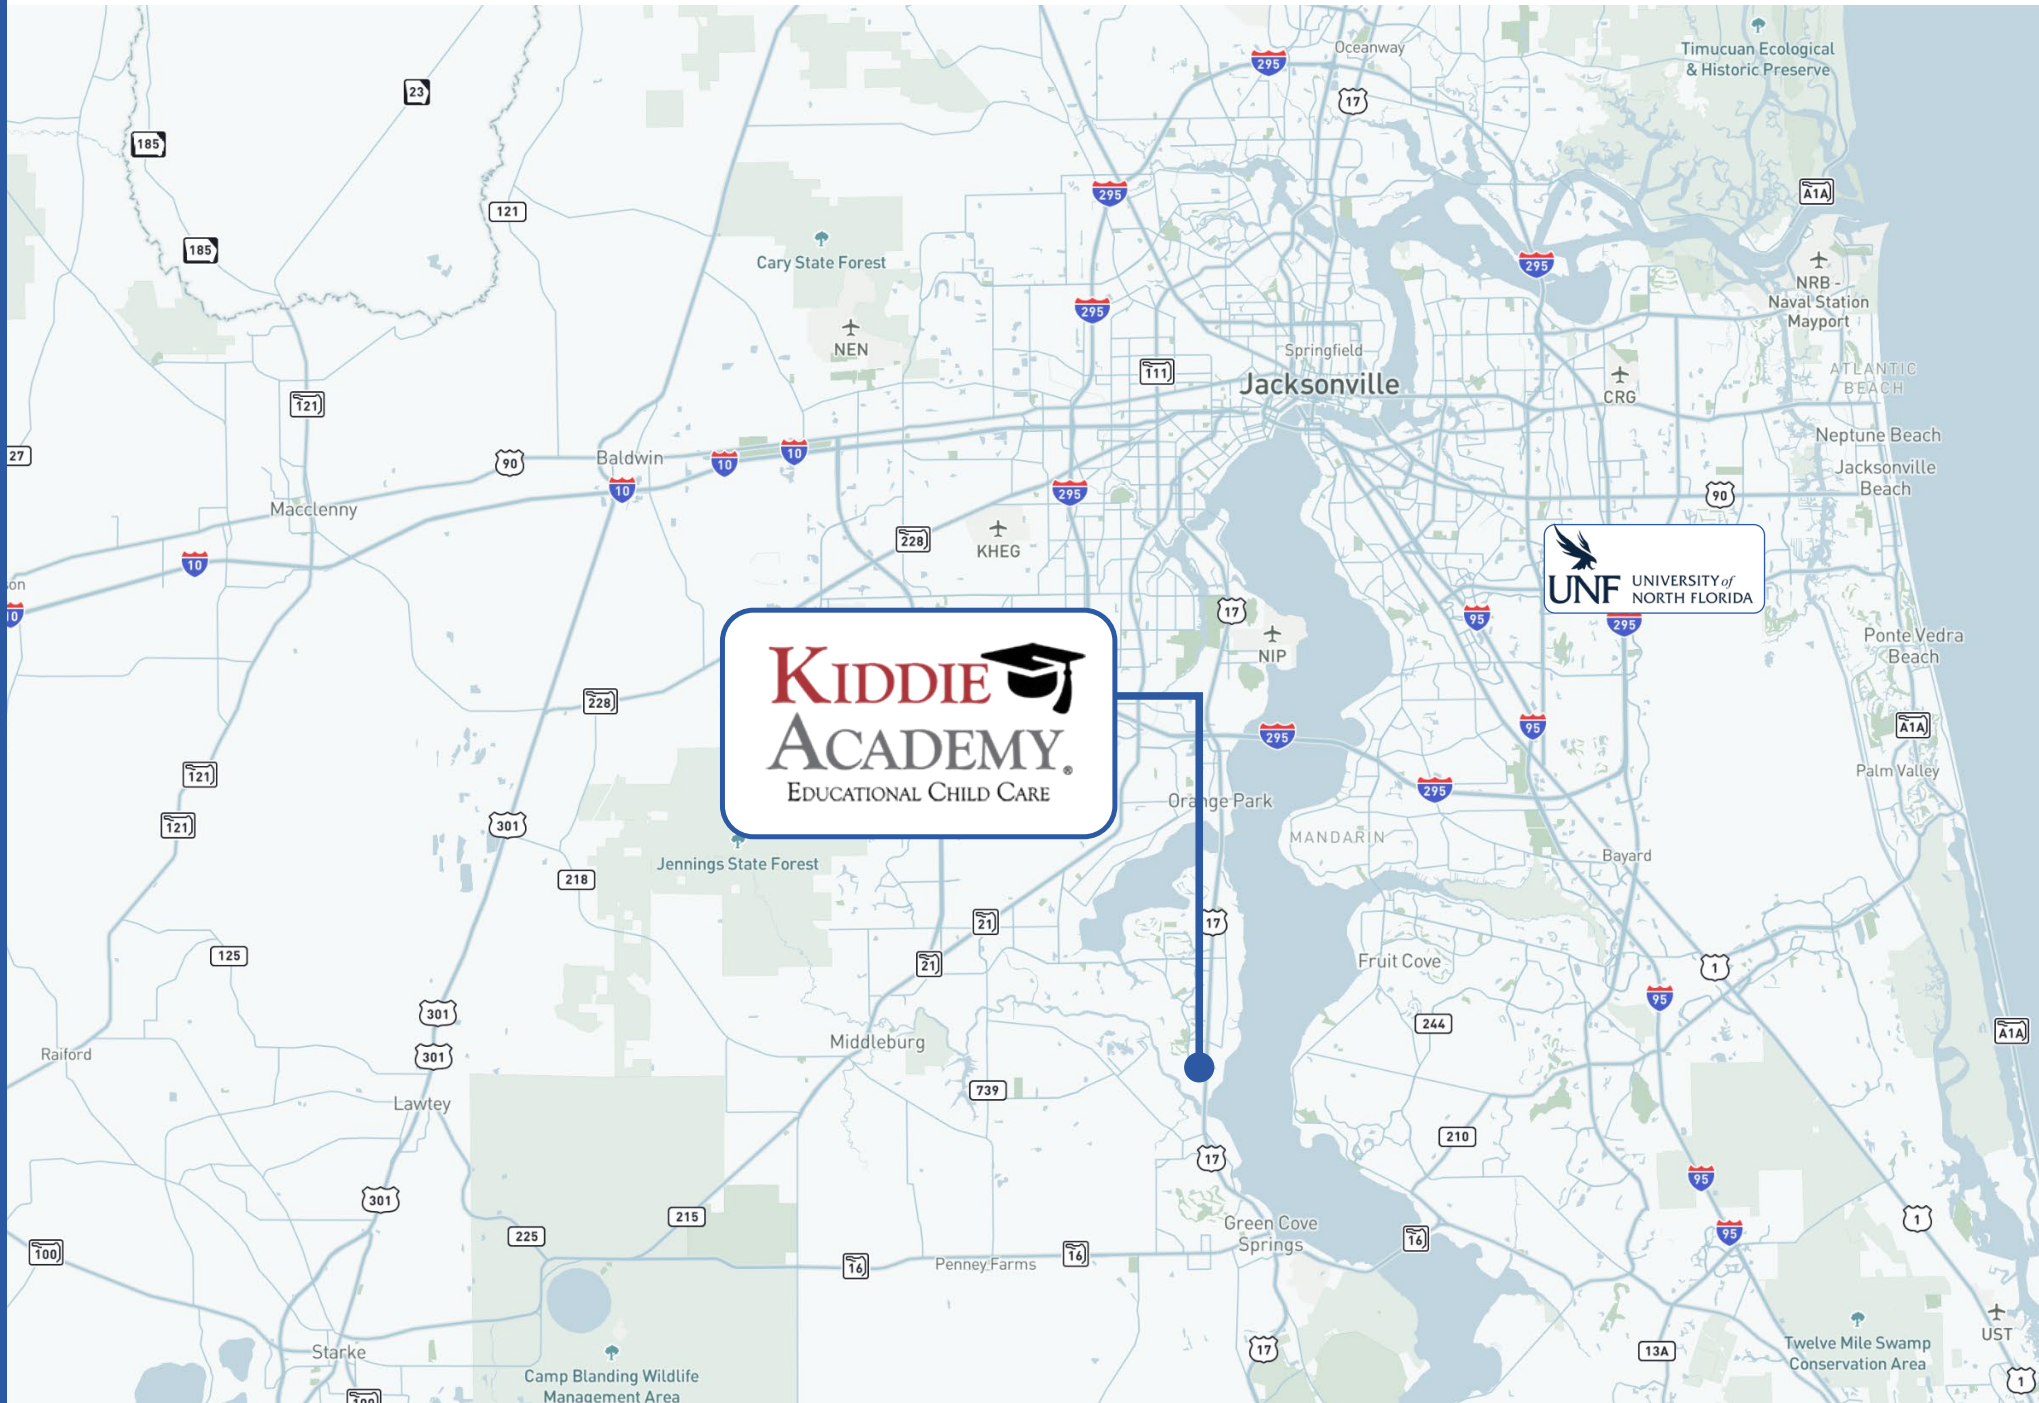 Oceanway
Timucuan Ecological
& Historic Preserve
295
23
17
185
295
A1A
121
185
Cary State Forest
295
NRB -
Naval Station
Mayport
295
NEN
Springfield
111
ATLANTIC
BEACH
Jacksonville
CRG
121
Neptune Beach
27
90
Baldwin
10
10
Jacksonville
Beach
10
295
90
Macclenny
228
KHEG
10
UNF
UNIVERSITY of
NORTH FLORIDA
10
17
95
295
NIP
Ponte Vedra
Beach
KIDDIE
ACADEMY®
EDUCATIONAL CHILD CARE
228
295
95
A1A
121
Palm Valley
295
Orange Park
121
301
MANDARIN
Bayard
Jennings State Forest
218
21
17
125
21
Fruit Cove
1
95
301
244
A1A
Middleburg
301
Raiford
739
Lawtey
210
17
95
301
215
Green Cove
Springs
1
225
16
95
100
16
16
Penney Farms
UST
Twelve Mile Swamp
Conservation Area
17
13A
Starke
Camp Blanding Wildlife
Management Area
1